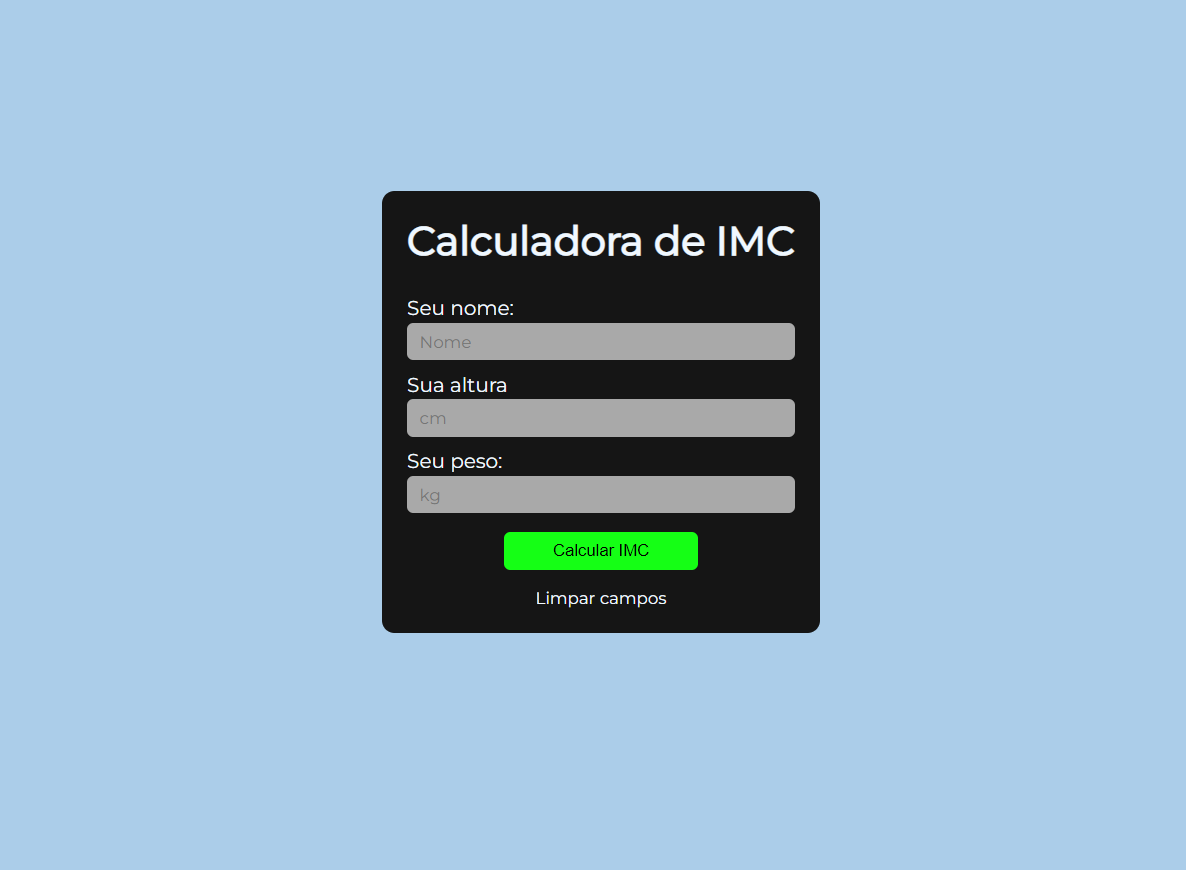 Calculadora de IMC
Seu nome:
Nome
Sua altura
cm
Seu peso:
kg
Calcular IMC
Limpar campos